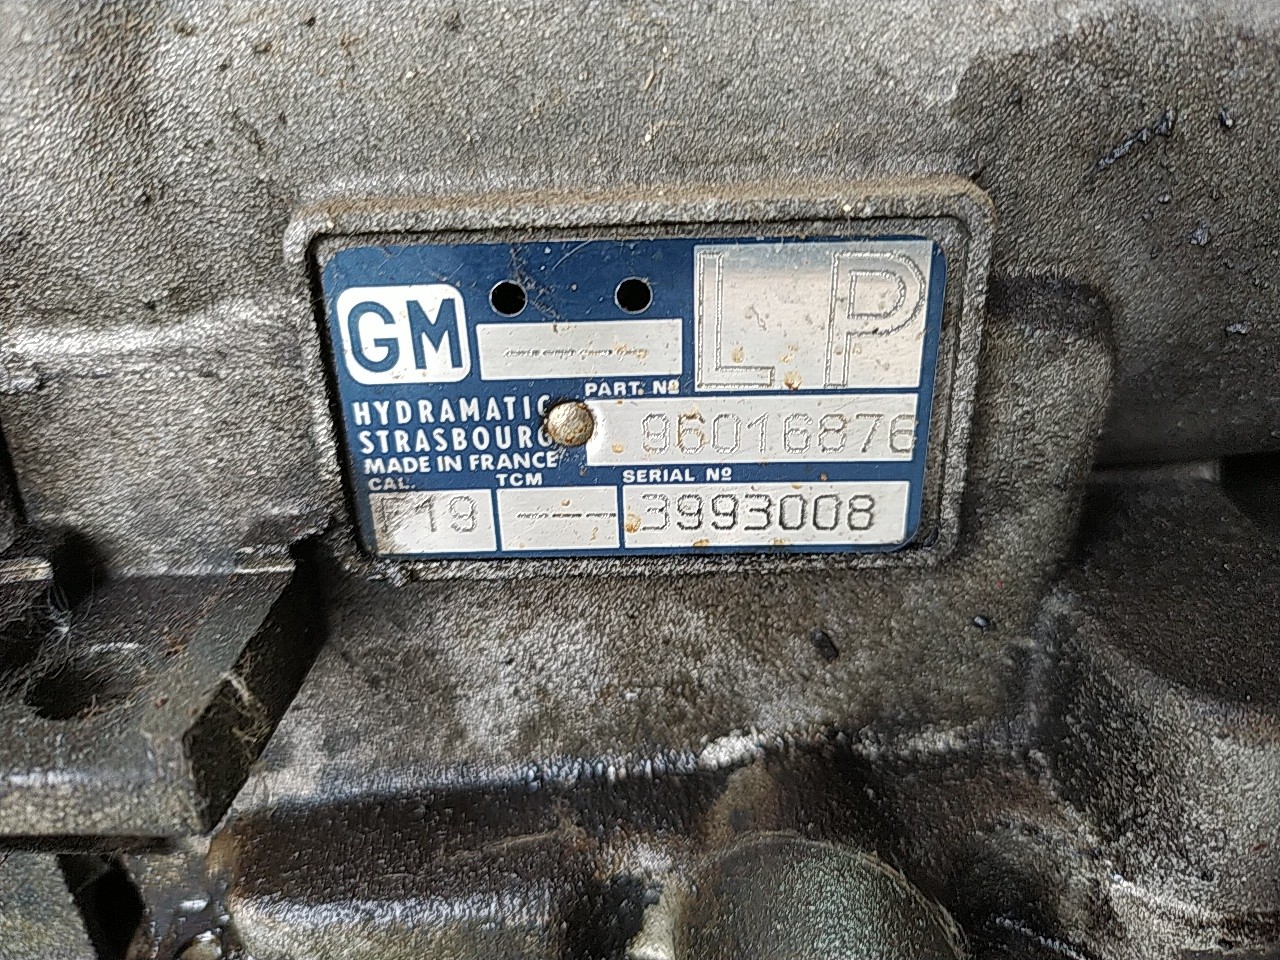 GM
LP
PART. Nº
96016876
HYDRAMATIC
STRASBOURG
MADE IN FRANCE
CAL. TCM SERIAL Nº
F19 --- 3993008